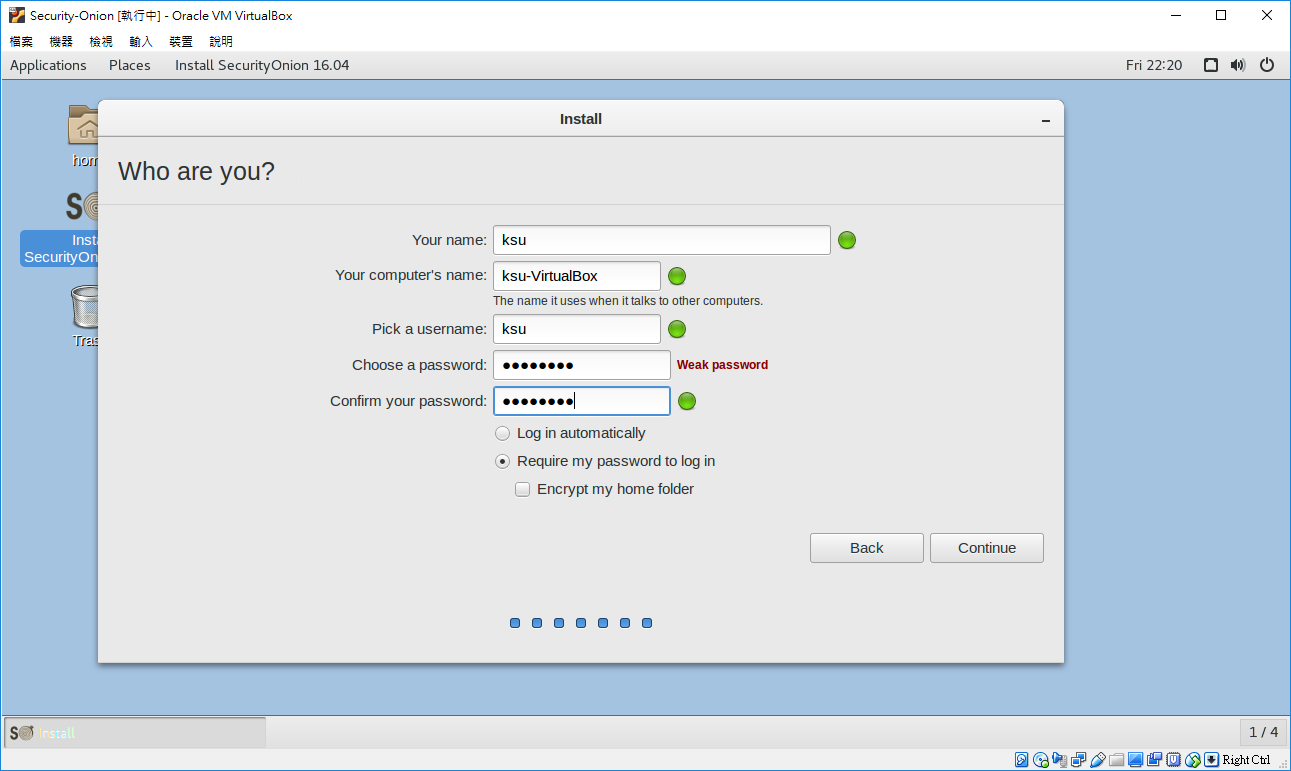 Security-Onion [執行中] - Oracle VM VirtualBox
檔案 機器 檢視 輸入 裝置 說明
Applications Places Install SecurityOnion 16.04 Fri 22:20
Install
hom
Who are you?
Insta
SecurityOn
Tras
Your name: ksu
Your computer's name: ksu-VirtualBox
The name it uses when it talks to other computers.
Pick a username: ksu
Choose a password: ●●●●●●●● Weak password
Confirm your password: ●●●●●●●●
Log in automatically
Require my password to log in
Encrypt my home folder
Back Continue
Install 1 / 4
Right Ctrl